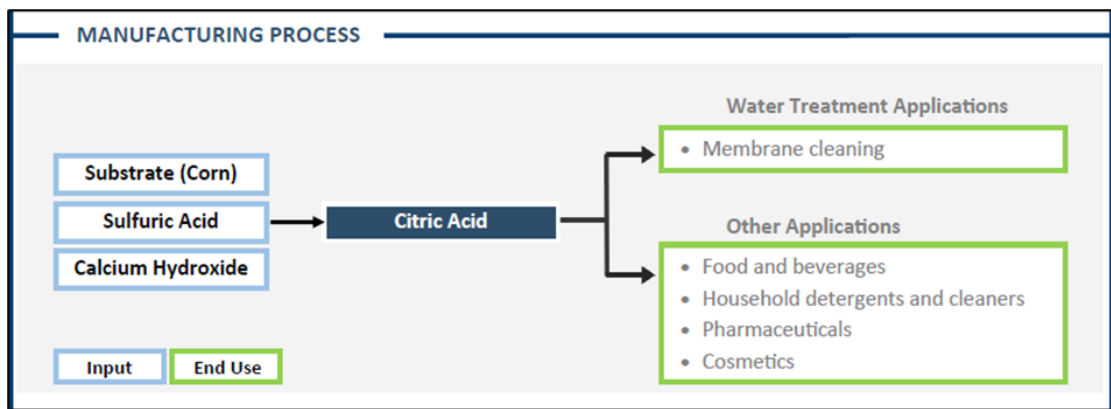 MANUFACTURING PROCESS
Water Treatment Applications
• Membrane cleaning
Substrate (Corn)
Sulfuric Acid
Calcium Hydroxide
Citric Acid
Other Applications
• Food and beverages
• Household detergents and cleaners
• Pharmaceuticals
• Cosmetics
Input
End Use